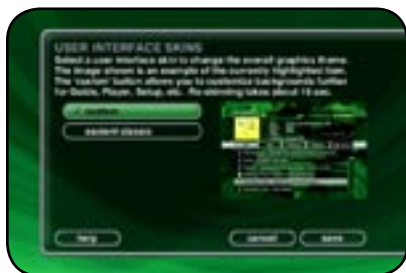 USER INTERFACE SKINS
Select a user interface skin to change the overall graphics theme.
The image shown is an example of the currently highlighted item.
The 'custom' button allows you to customize backgrounds further
for Guide, Player, Setup, etc. Re-skinning takes about 15 sec.
custom
classic
help
cancel
save